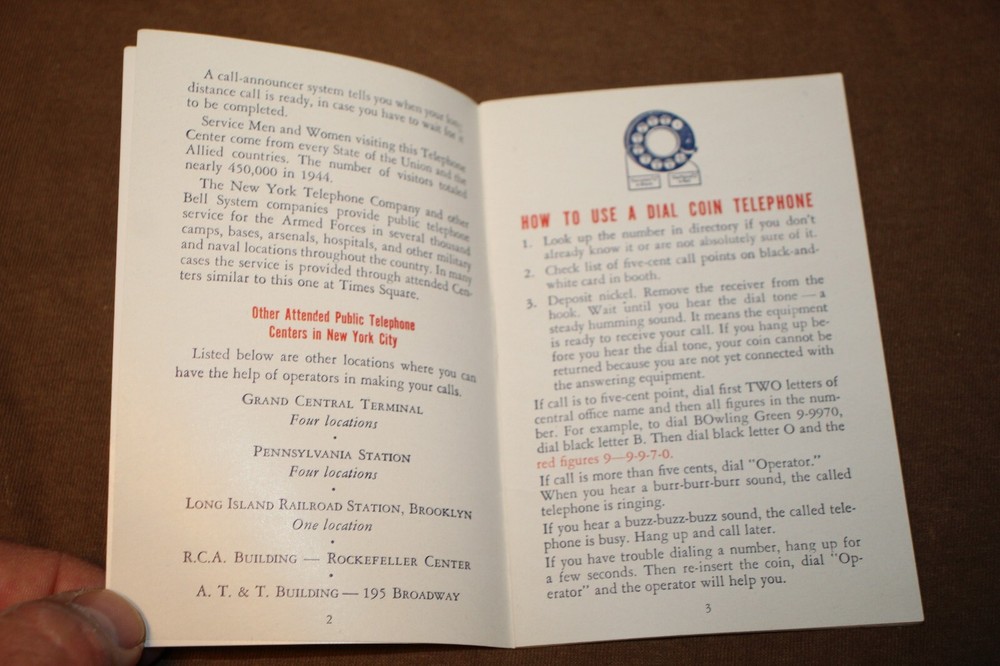 A call-announcer system tells you when your long-
distance call is ready, in case you have to wait for it
to be completed.
Service Men and Women visiting this Telephone
Center come from every State of the Union and the
Allied countries. The number of visitors totaled
nearly 450,000 in 1944.
The New York Telephone Company and other
Bell System companies provide public telephone
service for the Armed Forces in several thousand
camps, bases, arsenals, hospitals, and other military
and naval locations throughout the country. In many
cases the service is provided through attended Cen-
ters similar to this one at Times Square.
Other Attended Public Telephone
Centers in New York City
Listed below are other locations where you can
have the help of operators in making your calls.
GRAND CENTRAL TERMINAL
Four locations
•
PENNSYLVANIA STATION
Four locations
•
LONG ISLAND RAILROAD STATION, BROOKLYN
One location
•
R.C.A. BUILDING — ROCKEFELLER CENTER
•
A. T. & T. BUILDING — 195 BROADWAY
2
HOW TO USE A DIAL COIN TELEPHONE
1. Look up the number in directory if you don't
already know it or are not absolutely sure of it.
2. Check list of five-cent call points on black-and-
white card in booth.
3. Deposit nickel. Remove the receiver from the
hook. Wait until you hear the dial tone — a
steady humming sound. It means the equipment
is ready to receive your call. If you hang up be-
fore you hear the dial tone, your coin cannot be
returned because you are not yet connected with
the answering equipment.
If call is to five-cent point, dial first TWO letters of
central office name and then all figures in the num-
ber. For example, to dial BOwling Green 9-9970,
dial black letter B. Then dial black letter O and the
red figures 9—9-9-7-0.
If call is more than five cents, dial "Operator."
When you hear a burr-burr-burr sound, the called
telephone is ringing.
If you hear a buzz-buzz-buzz sound, the called tele-
phone is busy. Hang up and call later.
If you have trouble dialing a number, hang up for
a few seconds. Then re-insert the coin, dial "Op-
erator" and the operator will help you.
3